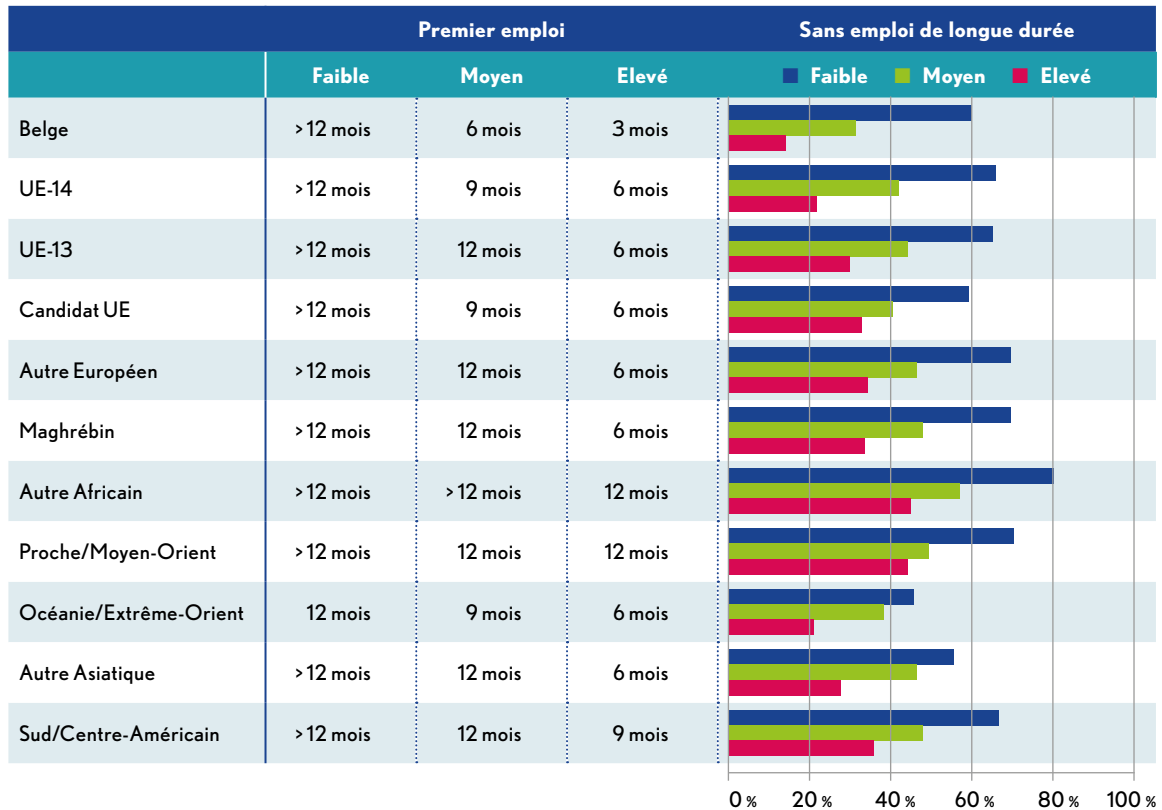 Premier emploi Sans emploi de longue durée
Faible Moyen Elevé Faible Moyen Elevé
Belge >12 mois 6 mois 3 mois
UE-14 >12 mois 9 mois 6 mois
UE-13 >12 mois 12 mois 6 mois
Candidat UE >12 mois 9 mois 6 mois
Autre Européen >12 mois 12 mois 6 mois
Maghrébin >12 mois 12 mois 6 mois
Autre Africain >12 mois >12 mois 12 mois
Proche/Moyen-Orient >12 mois 12 mois 12 mois
Océanie/Extrême-Orient 12 mois 9 mois 6 mois
Autre Asiatique >12 mois 12 mois 6 mois
Sud/Centre-Américain >12 mois 12 mois 9 mois
0 % 20 % 40 % 60 % 80 % 100 %